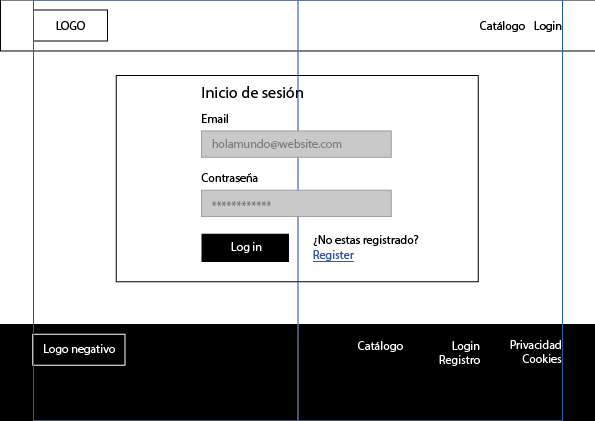 LOGO
Catálogo Login
Inicio de sesión
Email
holamundo@website.com
Contraseña
************
Log in
¿No estas registrado?
Register
Logo negativo
Catálogo
Login
Registro
Privacidad
Cookies